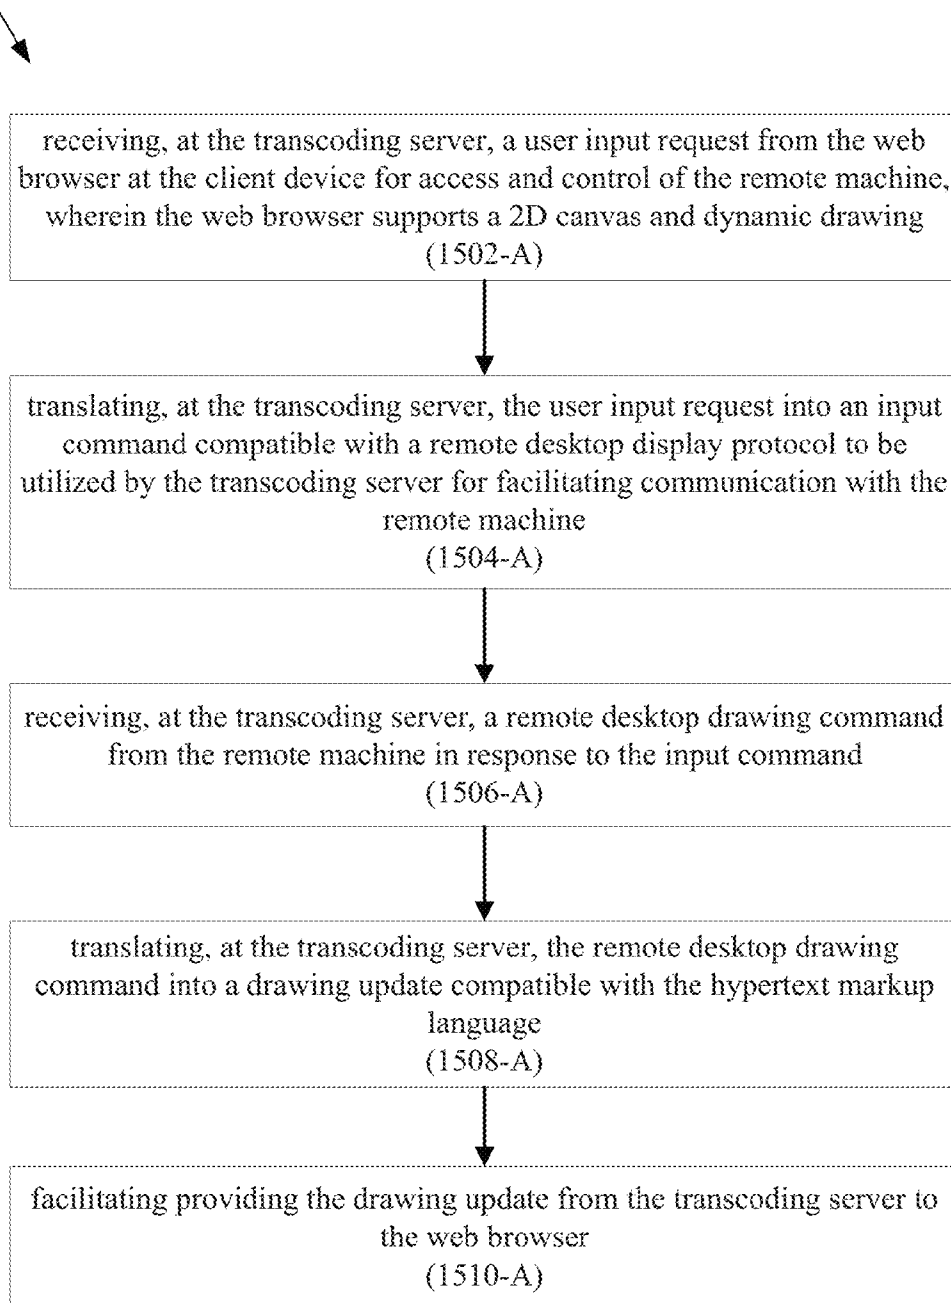 receiving, at the transcoding server, a user input request from the web
browser at the client device for access and control of the remote machine,
wherein the web browser supports a 2D canvas and dynamic drawing
(1502-A)
translating, at the transcoding server, the user input request into an input
command compatible with a remote desktop display protocol to be
utilized by the transcoding server for facilitating communication with the
remote machine
(1504-A)
receiving, at the transcoding server, a remote desktop drawing command
from the remote machine in response to the input command
(1506-A)
translating, at the transcoding server, the remote desktop drawing
command into a drawing update compatible with the hypertext markup
language
(1508-A)
facilitating providing the drawing update from the transcoding server to
the web browser
(1510-A)